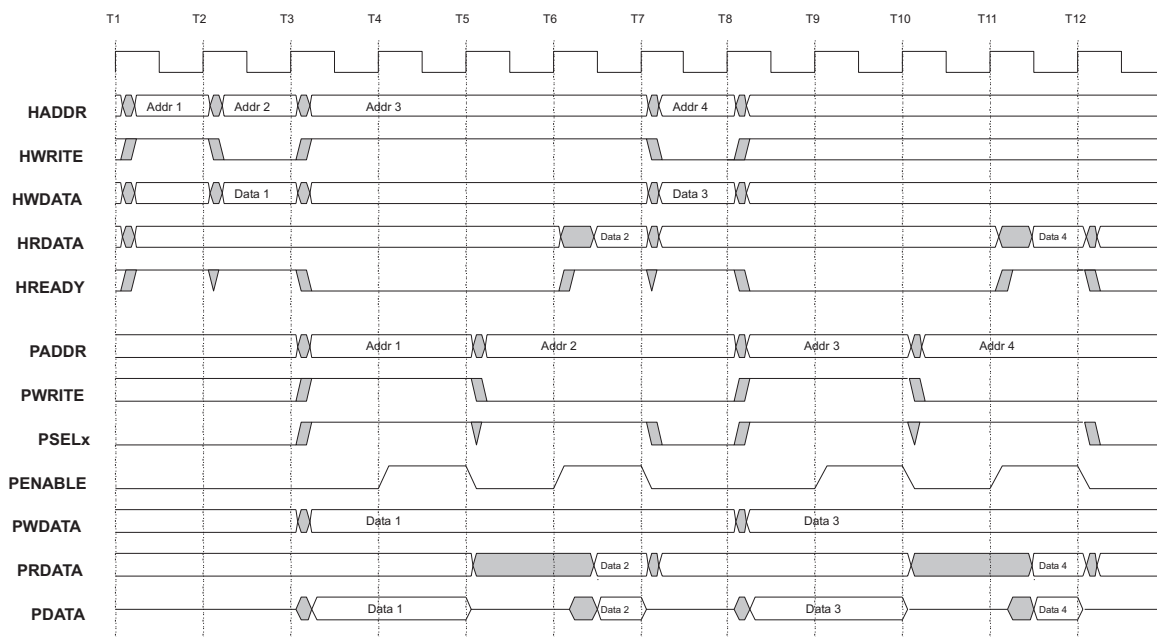 T1 T2 T3 T4 T5 T6 T7 T8 T9 T10 T11 T12
HADDR Addr 1 Addr 2 Addr 3 Addr 4
HWRITE
HWDATA Data 1 Data 3
HRDATA Data 2 Data 4
HREADY
PADDR Addr 1 Addr 2 Addr 3 Addr 4
PWRITE
PSELx
PENABLE
PWDATA Data 1 Data 3
PRDATA Data 2 Data 4
PDATA Data 1 Data 2 Data 3 Data 4